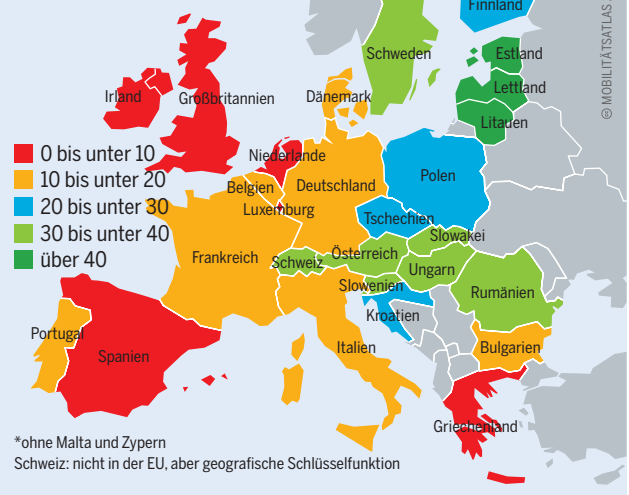 Finnland
Schweden
Estland
Lettland
Litauen
Irland
Großbritannien
Dänemark
Niederlande
0 bis unter 10
10 bis unter 20
20 bis unter 30
30 bis unter 40
über 40
Belgien
Deutschland
Polen
Luxemburg
Tschechien
Slowakei
Frankreich
Schweiz
Österreich
Ungarn
Slowenien
Rumänien
Kroatien
Portugal
Spanien
Italien
Bulgarien
Griechenland
*ohne Malta und Zypern
Schweiz: nicht in der EU, aber geografische Schlüsselfunktion
MOBILITÄTSATLAS